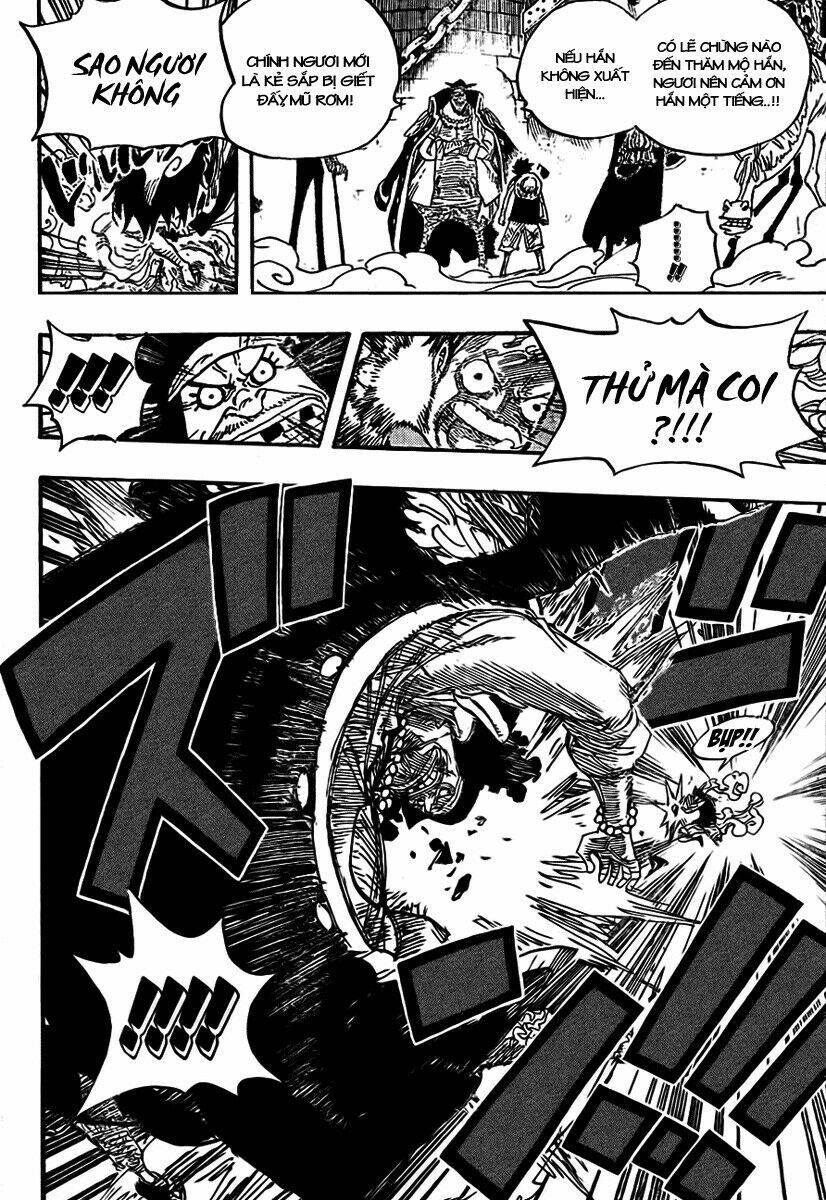 CÓ LẼ CHỪNG NÀO
ĐẾN THĂM MỘ HẮN,
NGƯƠI NÊN CẢM ƠN
HẮN MỘT TIẾNG..!!
NẾU HẮN
KHÔNG XUẤT
HIỆN...
CHÍNH NGƯƠI MỚI
LÀ KẺ SẮP BỊ GIẾT
ĐẤY, MŨ RƠM!
SAO NGƯƠI
KHÔNG
THỬ MÀ COI
?!!!
!!!!
BỤP!!
!!!!